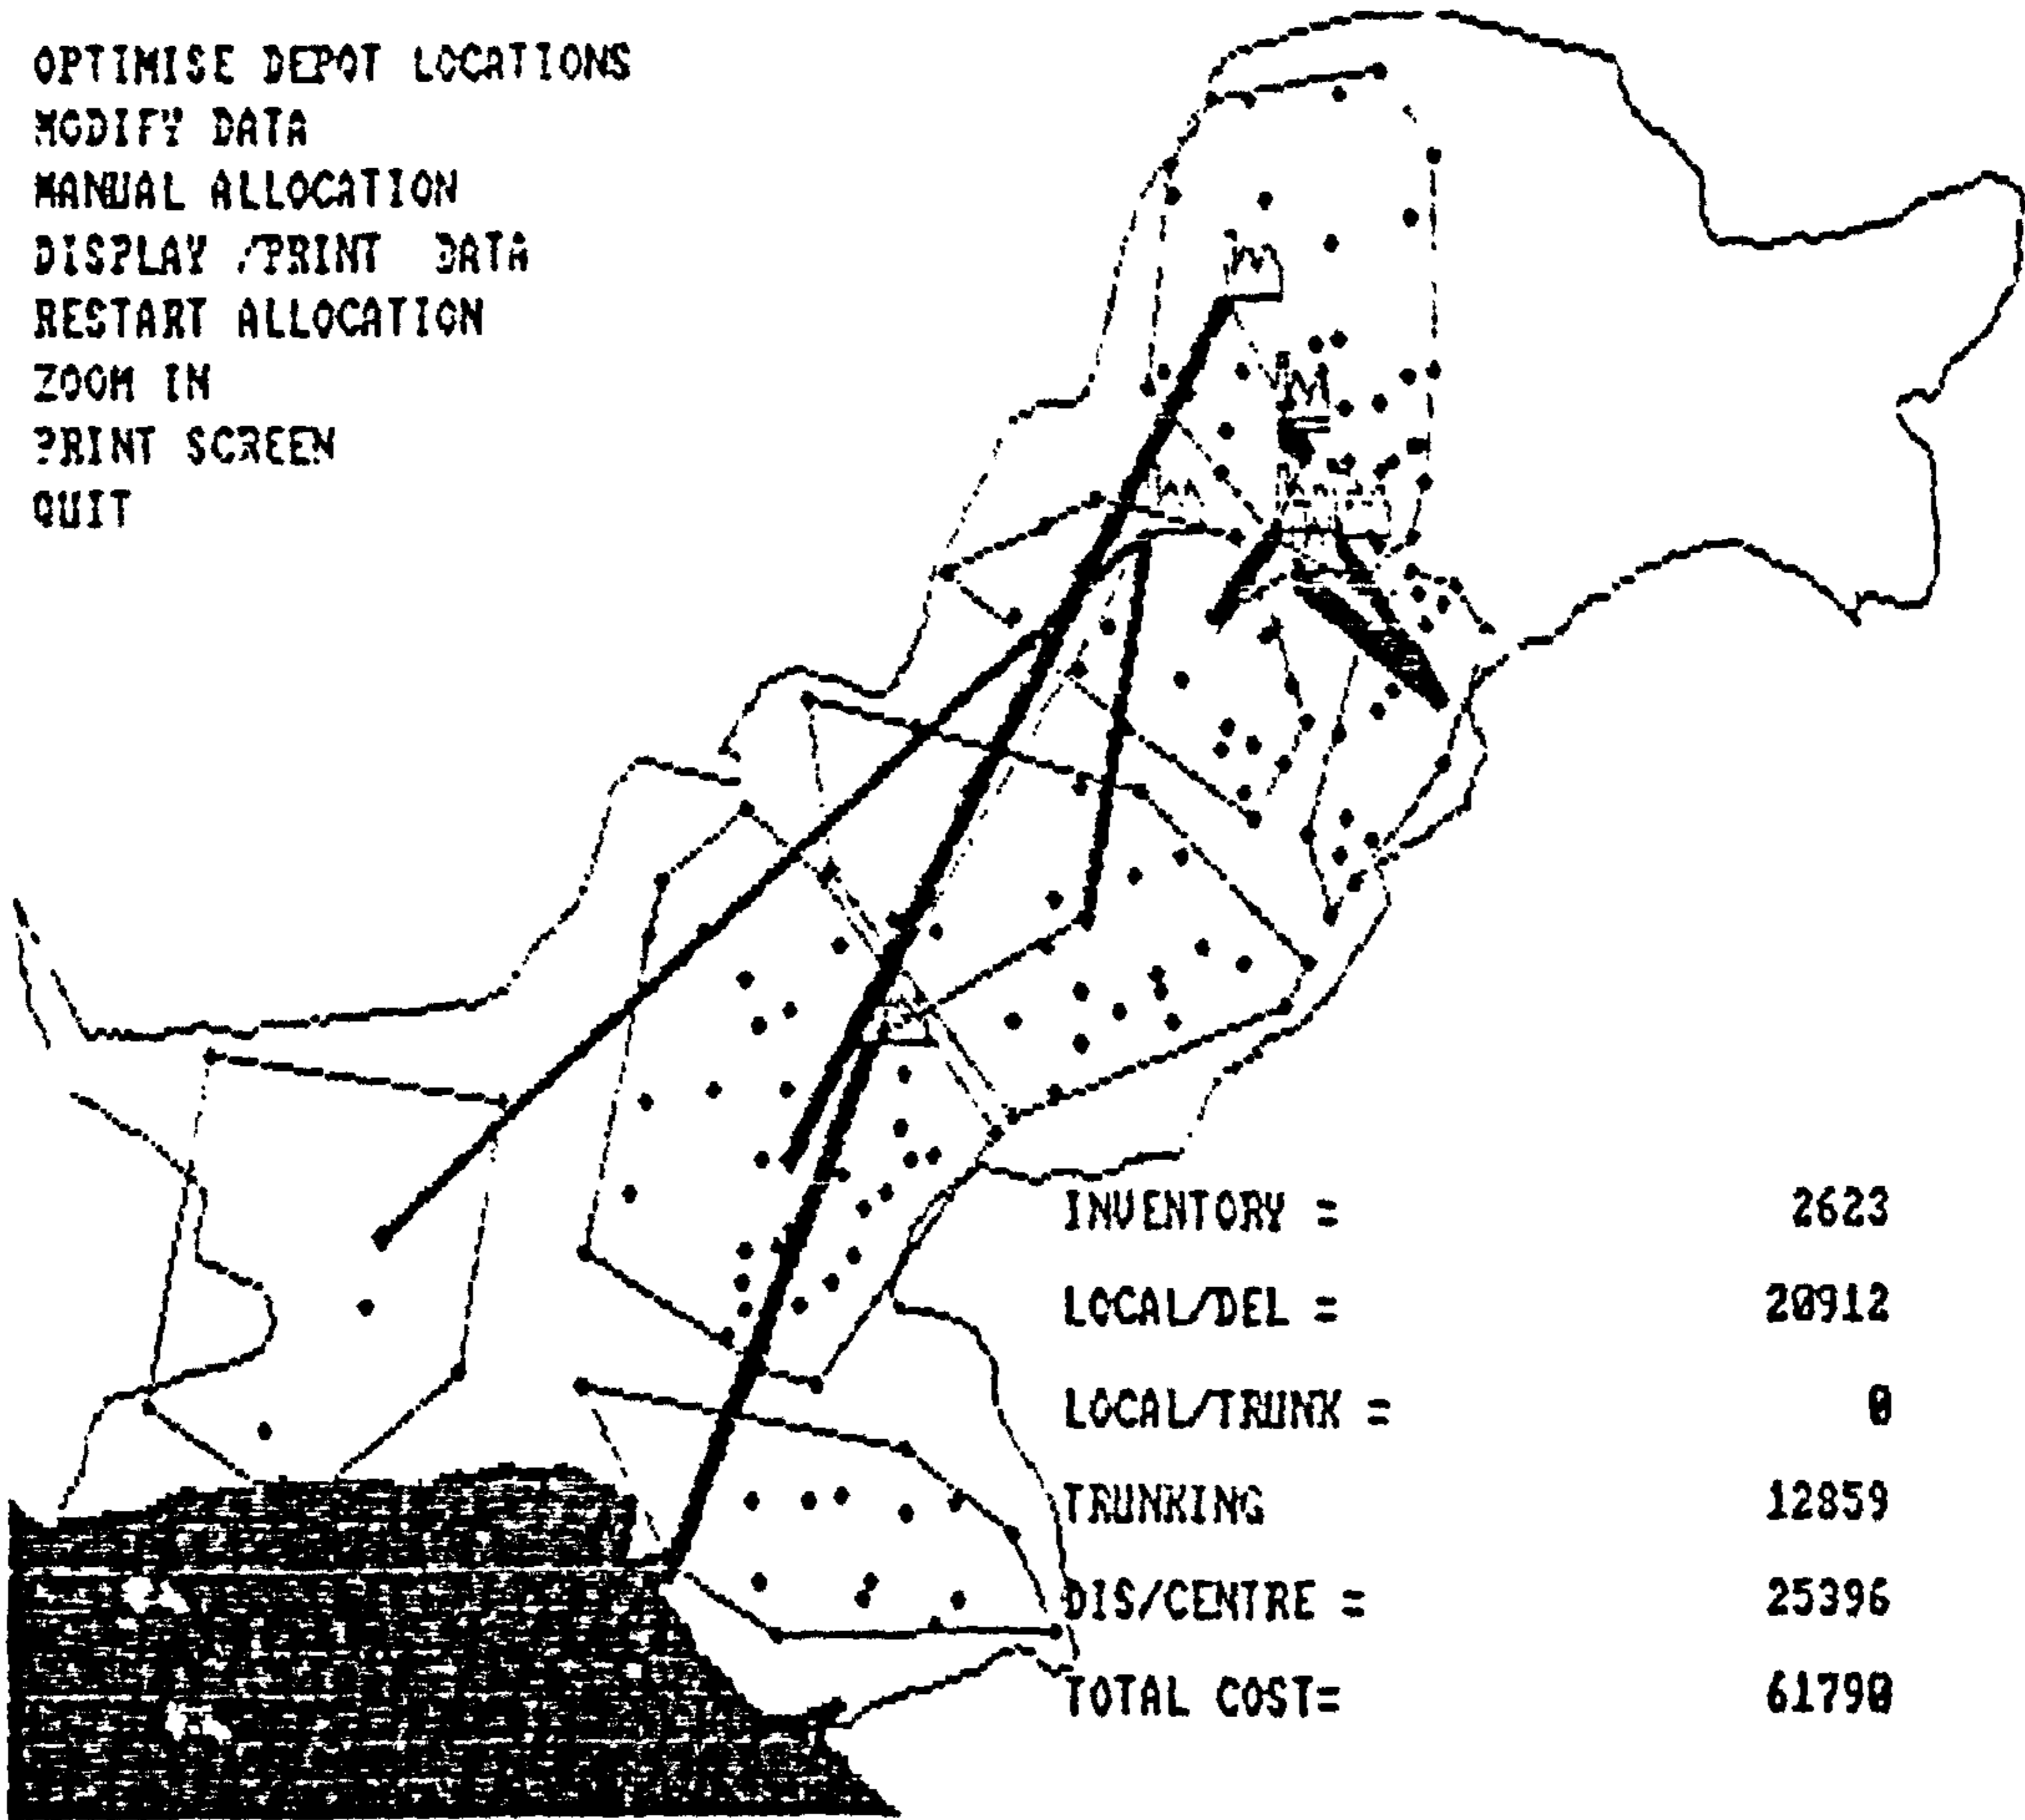 OPTIMISE DEPOT LOCATIONS
MODIFY DATA
MANUAL ALLOCATION
DISPLAY /PRINT DATA
RESTART ALLOCATION
ZOOM IN
PRINT SCREEN
QUIT
M
INVENTORY = 2623
LOCAL/DEL = 20912
LOCAL/TRUNK = 0
TRUNKING 12859
DIS/CENTRE = 25396
TOTAL COST= 61790